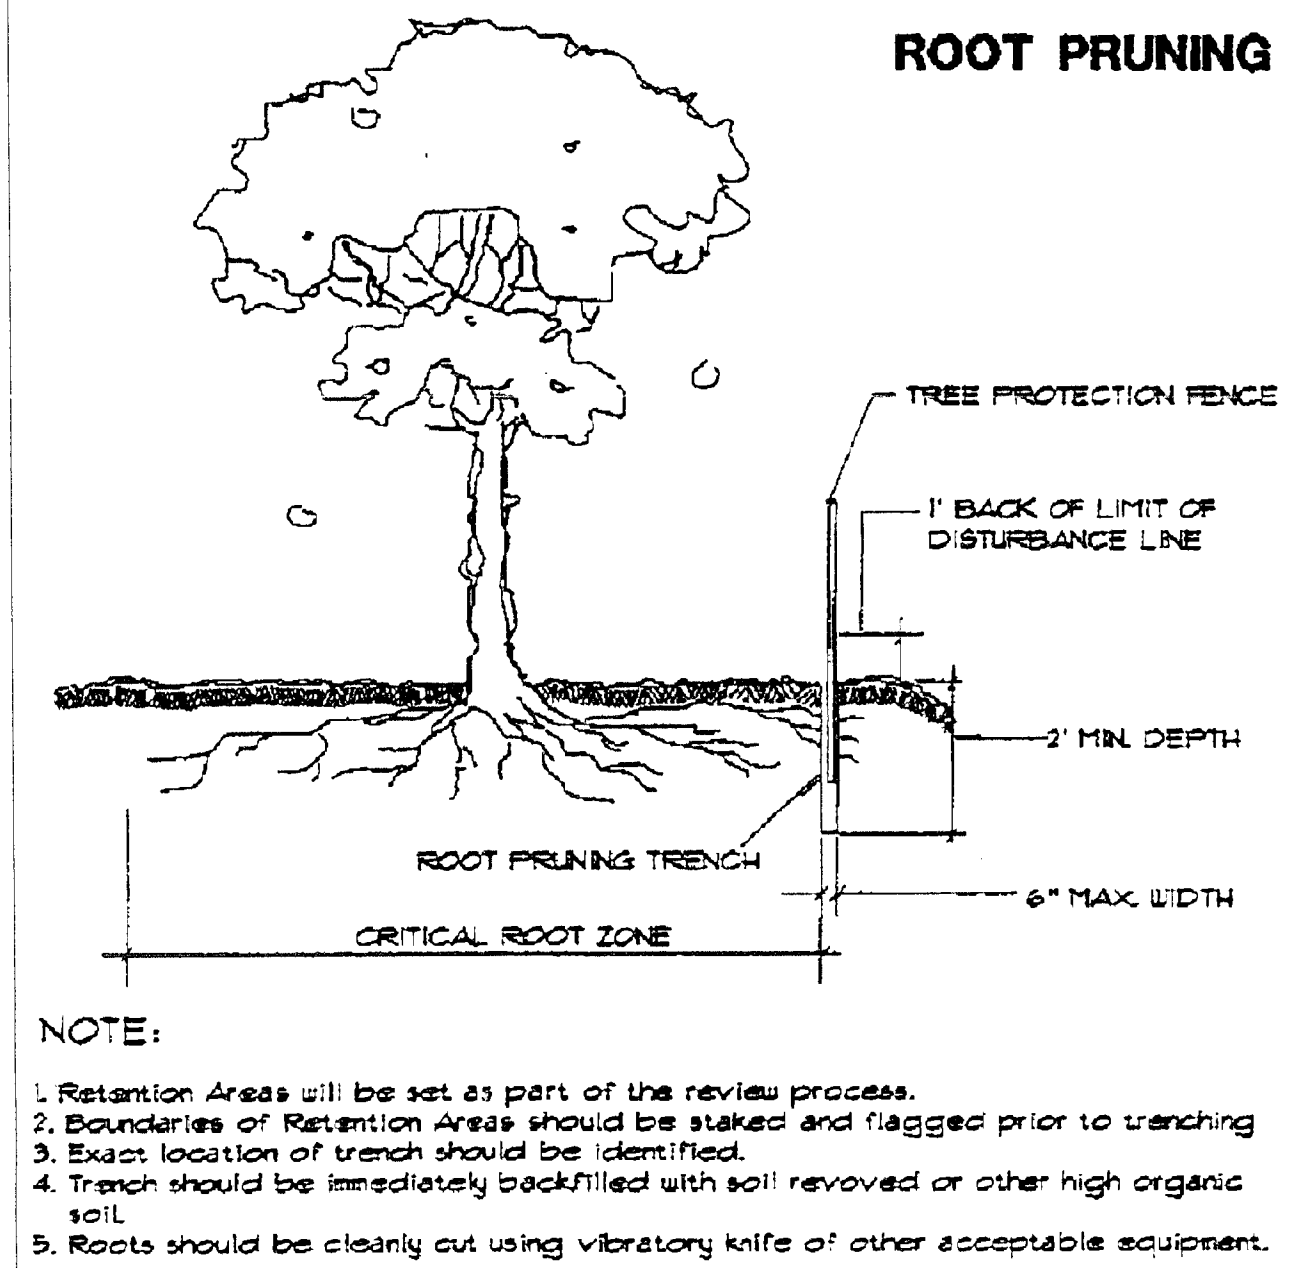 ROOT PRUNING
TREE PROTECTION FENCE
1' BACK OF LIMIT OF
DISTURBANCE LINE
2' MIN. DEPTH
ROOT PRUNING TRENCH
6" MAX. WIDTH
CRITICAL ROOT ZONE
NOTE:
1. Retention Areas will be set as part of the review process.
2. Boundaries of Retention Areas should be staked and flagged prior to trenching
3. Exact location of trench should be identified.
4. Trench should be immediately backfilled with soil revoved or other high organic
soil.
5. Roots should be cleanly cut using vibratory knife of other acceptable equipment.